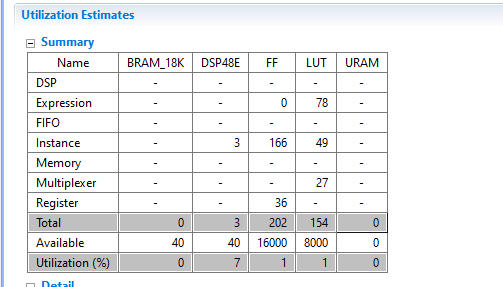 Utilization Estimates
Summary
Name BRAM_18K DSP48E FF LUT URAM
DSP - - - - -
Expression - - 0 78 -
FIFO - - - - -
Instance - 3 166 49 -
Memory - - - - -
Multiplexer - - - 27 -
Register - - 36 - -
Total 0 3 202 154 0
Available 40 40 16000 8000 0
Utilization (%) 0 7 1 1 0
Detail